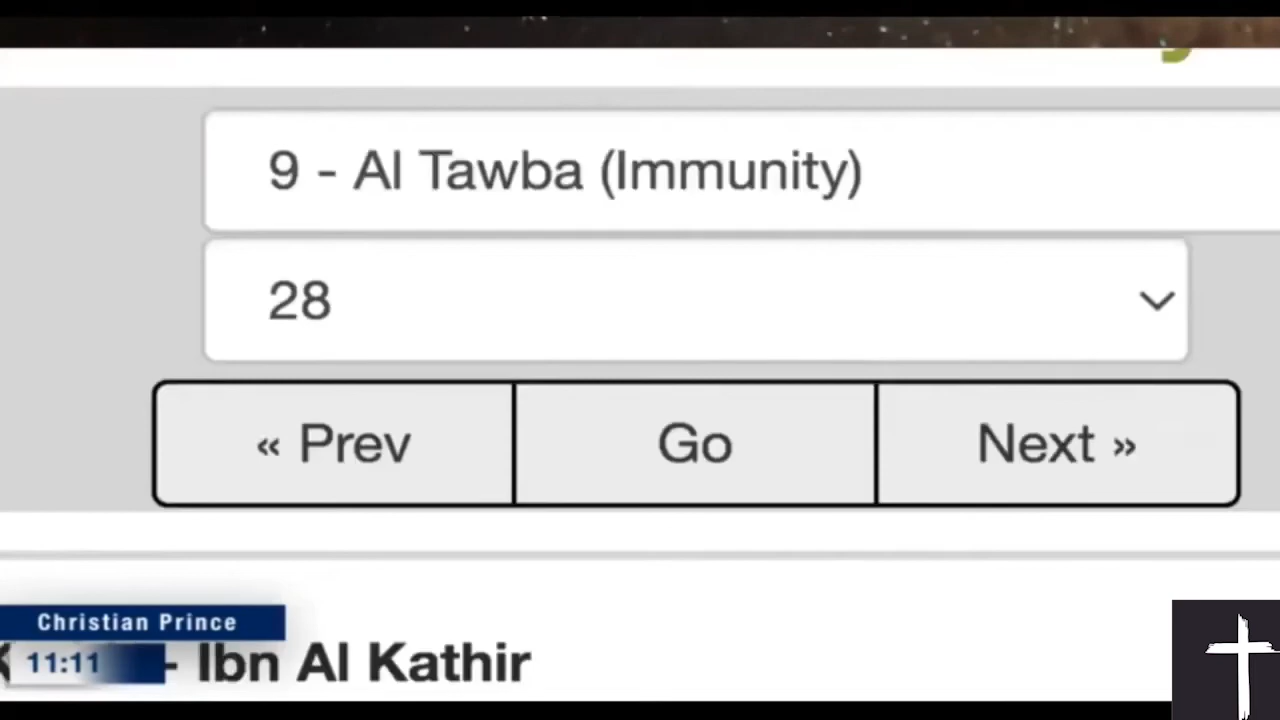 9 - Al Tawba (Immunity)
28
« Prev
Go
Next »
Christian Prince
11:11
- Ibn Al Kathir